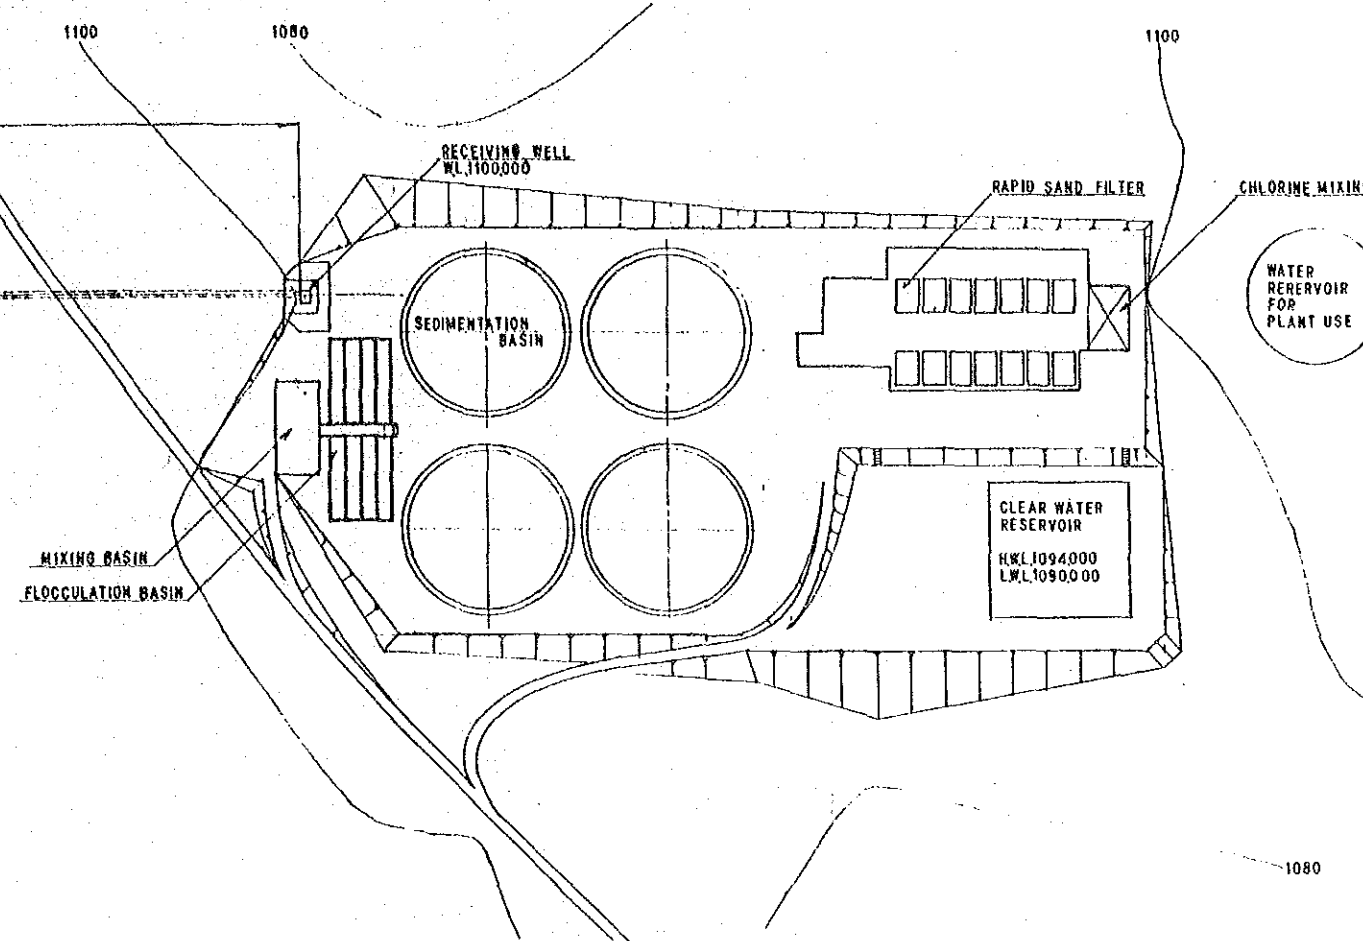 1100
1080
1100
RECEIVING WELL
WL,1100,000
RAPID SAND FILTER
CHLORINE MIXING
WATER
RERERVOIR
FOR
PLANT USE
SEDIMENTATION
BASIN
CLEAR WATER
RESERVOIR
H.W.L,1094,000
L.W.L,1090,000
MIXING BASIN
FLOCCULATION BASIN
1080